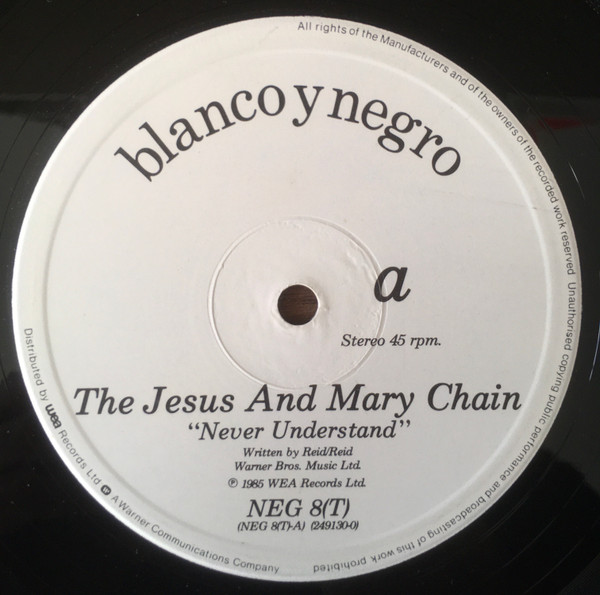 All rights of the Manufacturers and of the owners of the recorded work reserved Unauthorised copying public performance and broadcasting of this work prohibited
blanco y negro
a
Stereo 45 rpm.
The Jesus And Mary Chain
“Never Understand”
Written by Reid/Reid
Warner Bros. Music Ltd.
℗ 1985 WEA Records Ltd.
NEG 8(T)
(NEG 8(T)-A) (249130-0)
Distributed by wea Records Ltd A Warner Communications Company